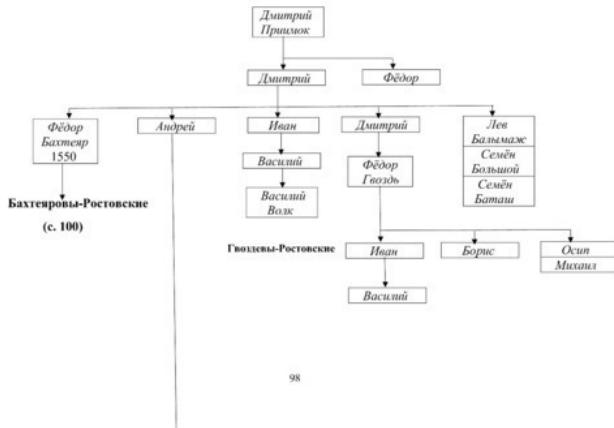 Дмитрий
Приимок
Дмитрий
Фёдор
Фёдор
Бахтеяр
1550
Андрей
Иван
Дмитрий
Лев
Балымаж
Семён
Большой
Семён
Баташ
Василий
Фёдор
Гвоздь
Василий
Волк
Бахтеяровы-Ростовские
(с. 100)
Гвоздевы-Ростовские
Иван
Борис
Осип
Михаил
Василий
98